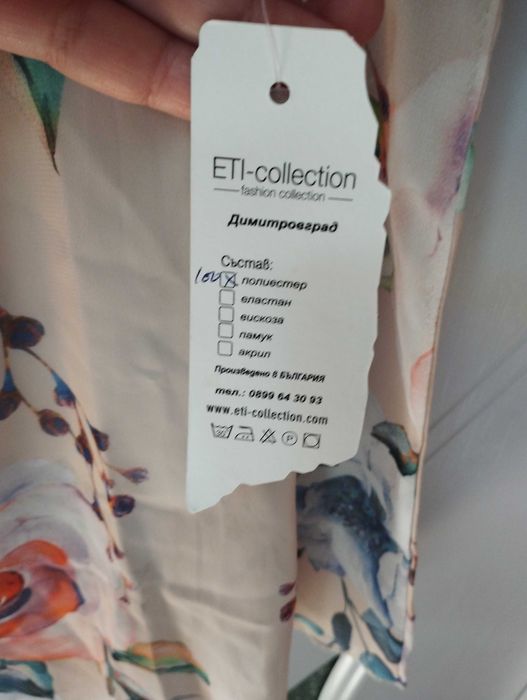 ETI-collection
fashion collection
Димитровград
Състав:
полиестер
еластан
вискоза
памук
акрил
Произведено в БЪЛГАРИЯ
тел.: 0899 64 30 93
www.eti-collection.com